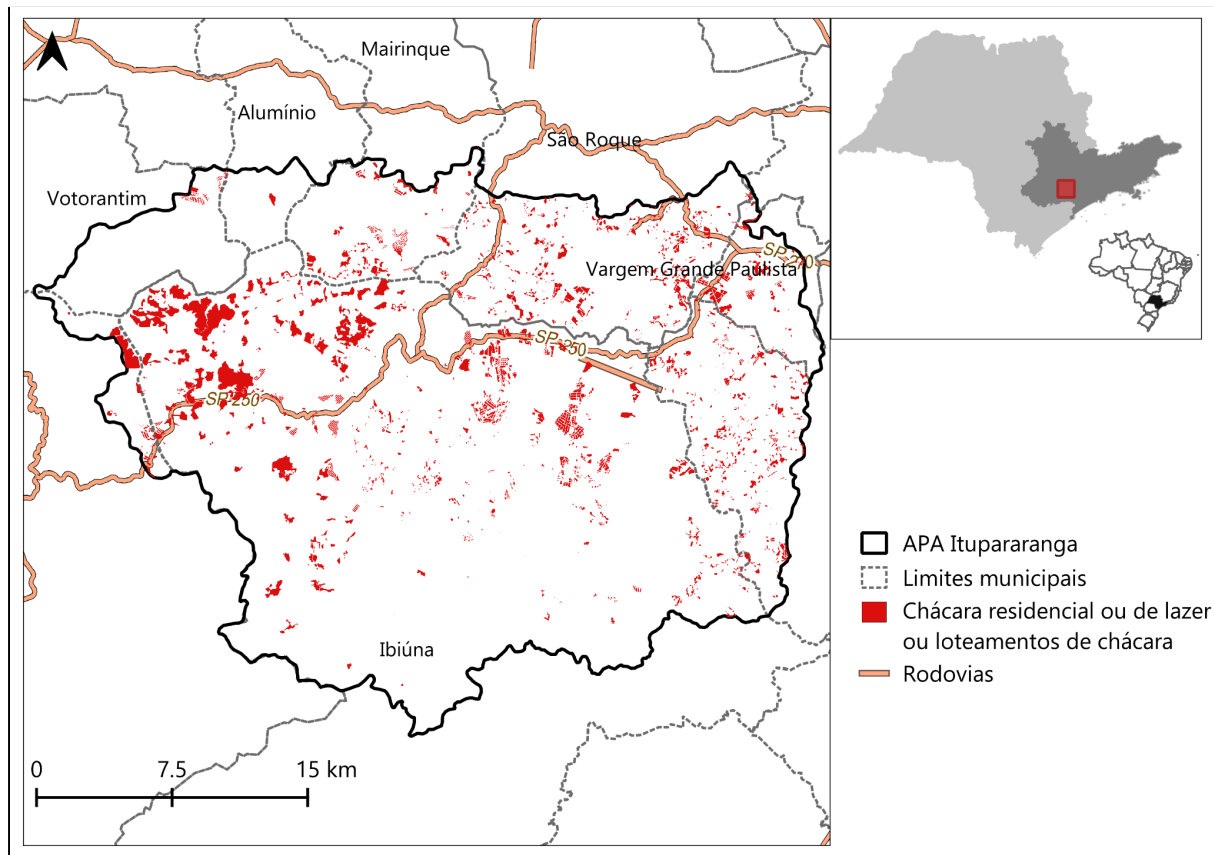 Mairinque
Alumínio
São Roque
Votorantim
SP 270
Vargem Grande Paulista
SP 250
SP 250
Ibiúna
0 7.5 15 km
APA Itupararanga
Limites municipais
Chácara residencial ou de lazer
ou loteamentos de chácara
Rodovias